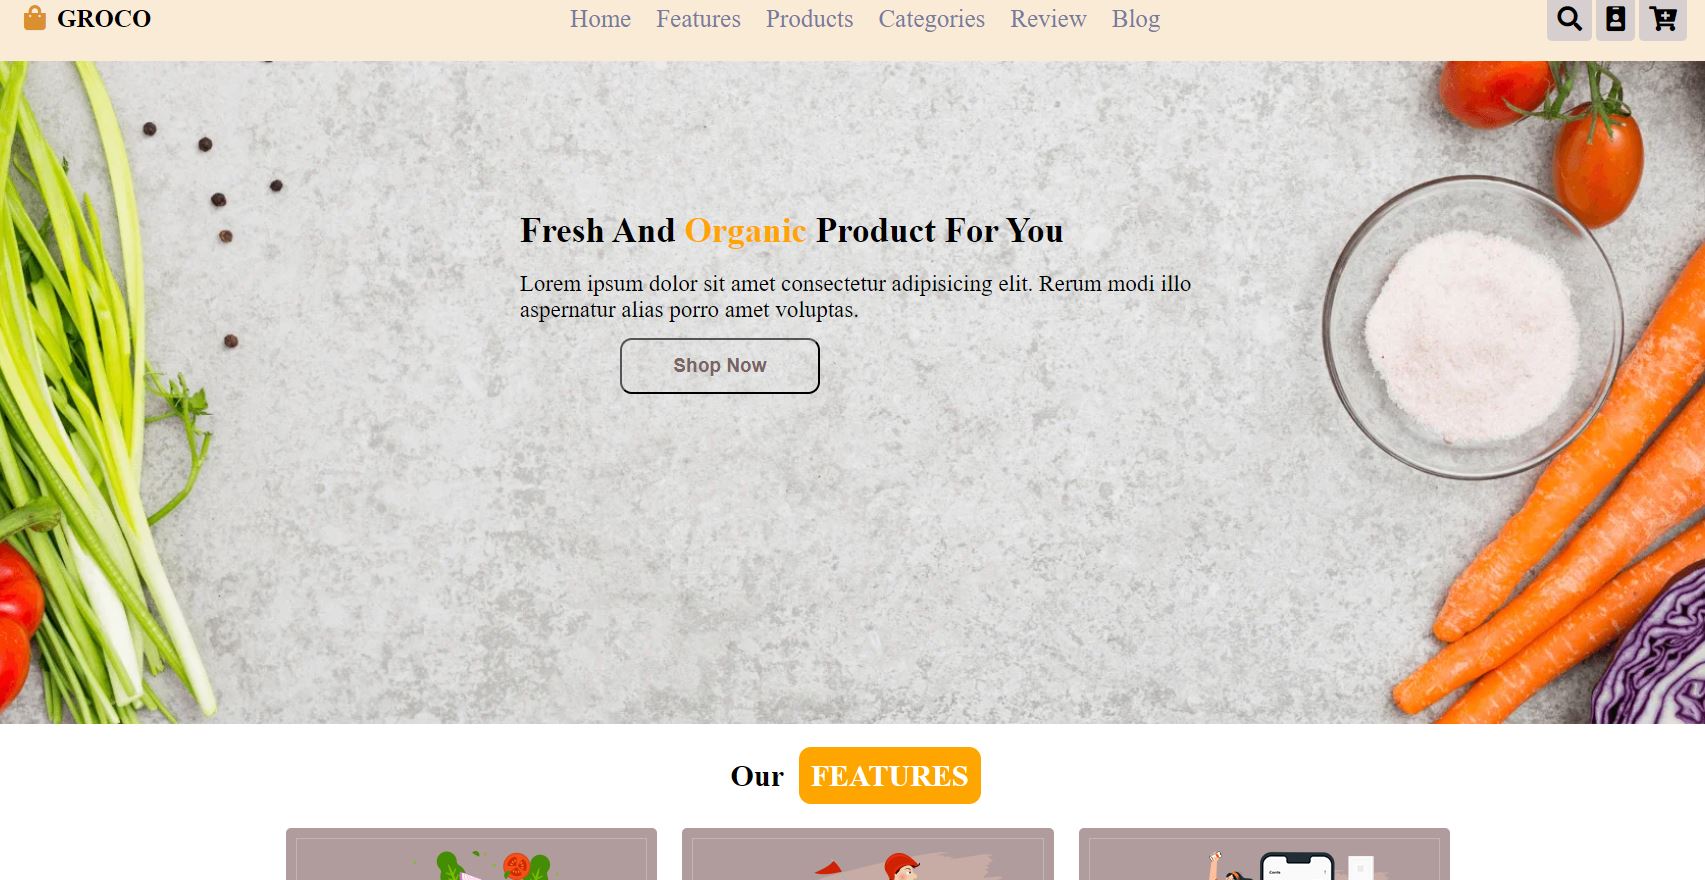 GROCO
Home Features Products Categories Review Blog
Fresh And Organic Product For You
Lorem ipsum dolor sit amet consectetur adipisicing elit. Rerum modi illo
aspernatur alias porro amet voluptas.
Shop Now
Our FEATURES